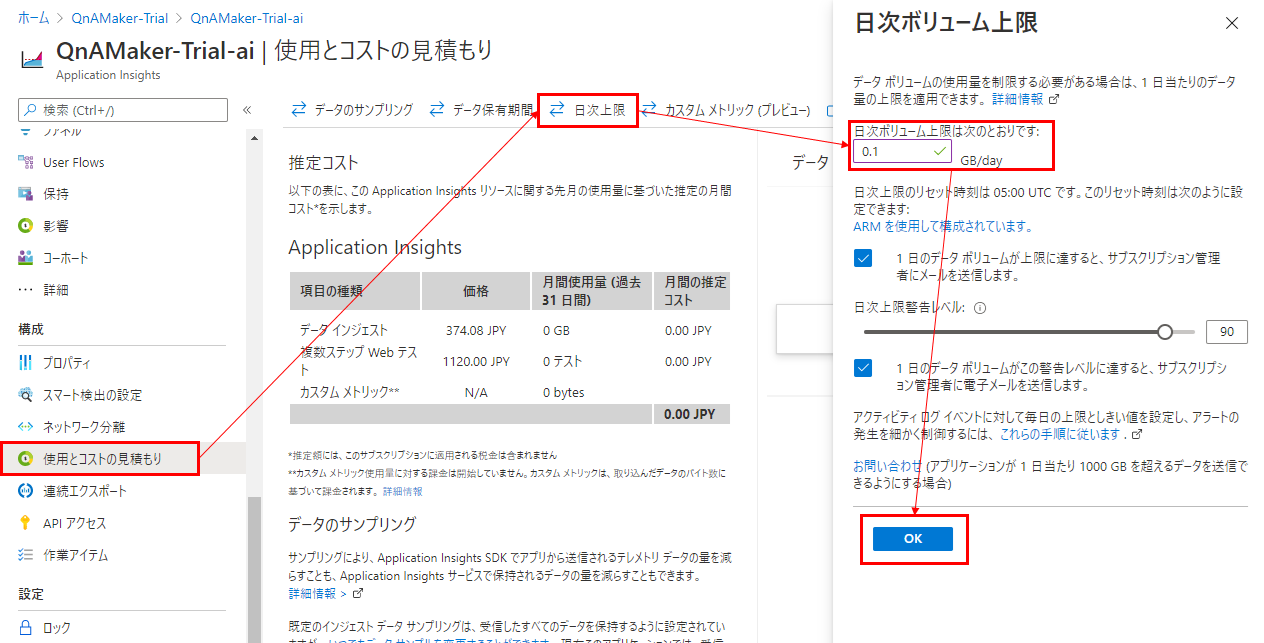 ホーム > QnAMaker-Trial > QnAMaker-Trial-ai
QnAMaker-Trial-ai | 使用とコストの見積もり
Application Insights
検索 (Ctrl+/)
«
ファネル
User Flows
保持
影響
コーホート
詳細
構成
プロパティ
スマート検出の設定
ネットワーク分離
使用とコストの見積もり
連続エクスポート
API アクセス
作業アイテム
設定
ロック
データのサンプリング データ保有期間 日次上限 カスタム メトリック (プレビュー)
推定コスト
以下の表に、この Application Insights リソースに関する先月の使用量に基づいた推定の月間
コスト*を示します。
Application Insights
項目の種類 価格 月間使用量 (過去 31 日間) 月間の推定コスト
データ インジェスト 374.08 JPY 0 GB 0.00 JPY
複数ステップ Web テスト 1120.00 JPY 0 テスト 0.00 JPY
カスタム メトリック** N/A 0 bytes
0.00 JPY
*推定額には、このサブスクリプションに適用される税金は含まれません
**カスタム メトリック使用量に対する課金は開始していません。カスタム メトリックは、取り込んだデータのバイト数に
基づいて課金されます。 詳細情報
データのサンプリング
サンプリングにより、Application Insights SDK でアプリから送信されるテレメトリ データの量を減
らすことも、Application Insights サービスで保持されるデータの量を減らすこともできます。
詳細情報 >
既定のインジェスト データ サンプリングは、受信したすべてのデータを保持するように設定されてい
データ
日次ボリューム上限
データ ボリュームの使用量を制限する必要がある場合は、1 日当たりのデータ
量の上限を適用できます。 詳細情報
日次ボリューム上限は次のとおりです:
0.1 GB/day
日次上限のリセット時刻は 05:00 UTC です。このリセット時刻は次のように設
定できます:
ARM を使用して構成されています。
1 日のデータ ボリュームが上限に達すると、サブスクリプション管理
者にメールを送信します。
日次上限警告レベル:
90
1 日のデータ ボリュームがこの警告レベルに達すると、サブスクリプシ
ョン管理者に電子メールを送信します。
アクティビティ ログ イベントに対して毎日の上限としきい値を設定し、アラートの
発生を細かく制御するには、これらの手順に従います .
お問い合わせ (アプリケーションが 1 日当たり 1000 GB を超えるデータを送信で
きるようにする場合)
OK